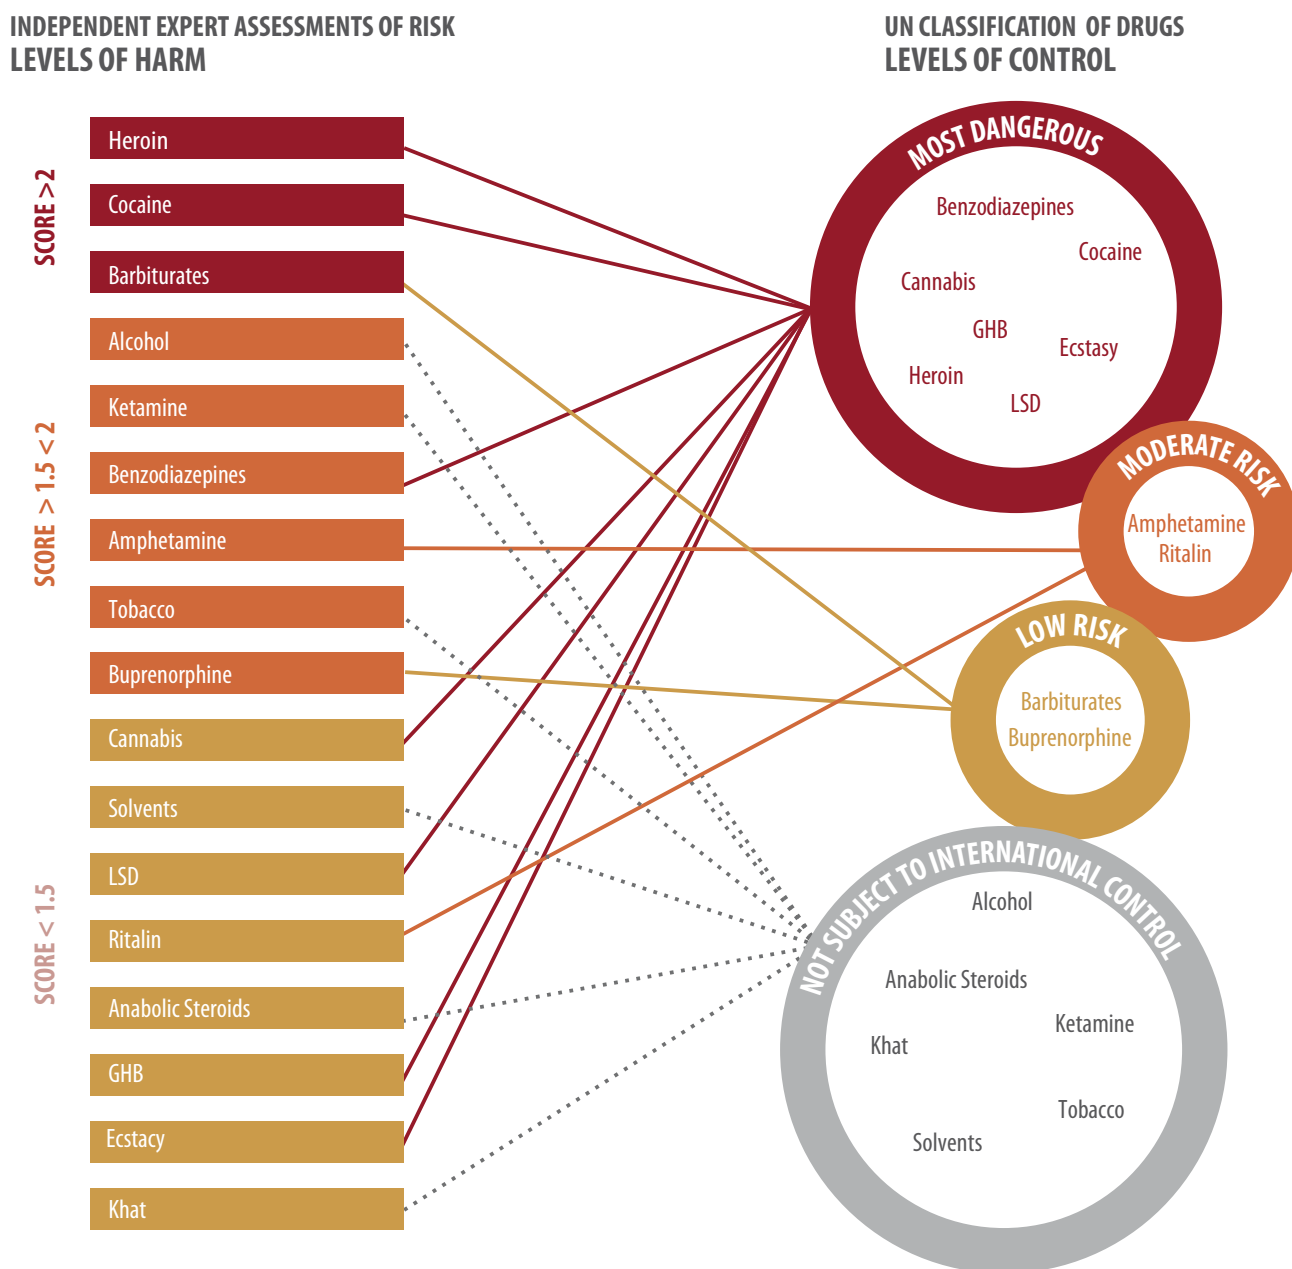 INDEPENDENT EXPERT ASSESSMENTS OF RISK
LEVELS OF HARM
UN CLASSIFICATION OF DRUGS
LEVELS OF CONTROL
SCORE >2
Heroin
Cocaine
Barbiturates
SCORE > 1.5 < 2
Alcohol
Ketamine
Benzodiazepines
Amphetamine
Tobacco
Buprenorphine
SCORE < 1.5
Cannabis
Solvents
LSD
Ritalin
Anabolic Steroids
GHB
Ecstacy
Khat
MOST DANGEROUS
Benzodiazepines
Cocaine
Cannabis
GHB
Ecstasy
Heroin
LSD
MODERATE RISK
Amphetamine
Ritalin
LOW RISK
Barbiturates
Buprenorphine
NOT SUBJECT TO INTERNATIONAL CONTROL
Alcohol
Anabolic Steroids
Ketamine
Khat
Tobacco
Solvents